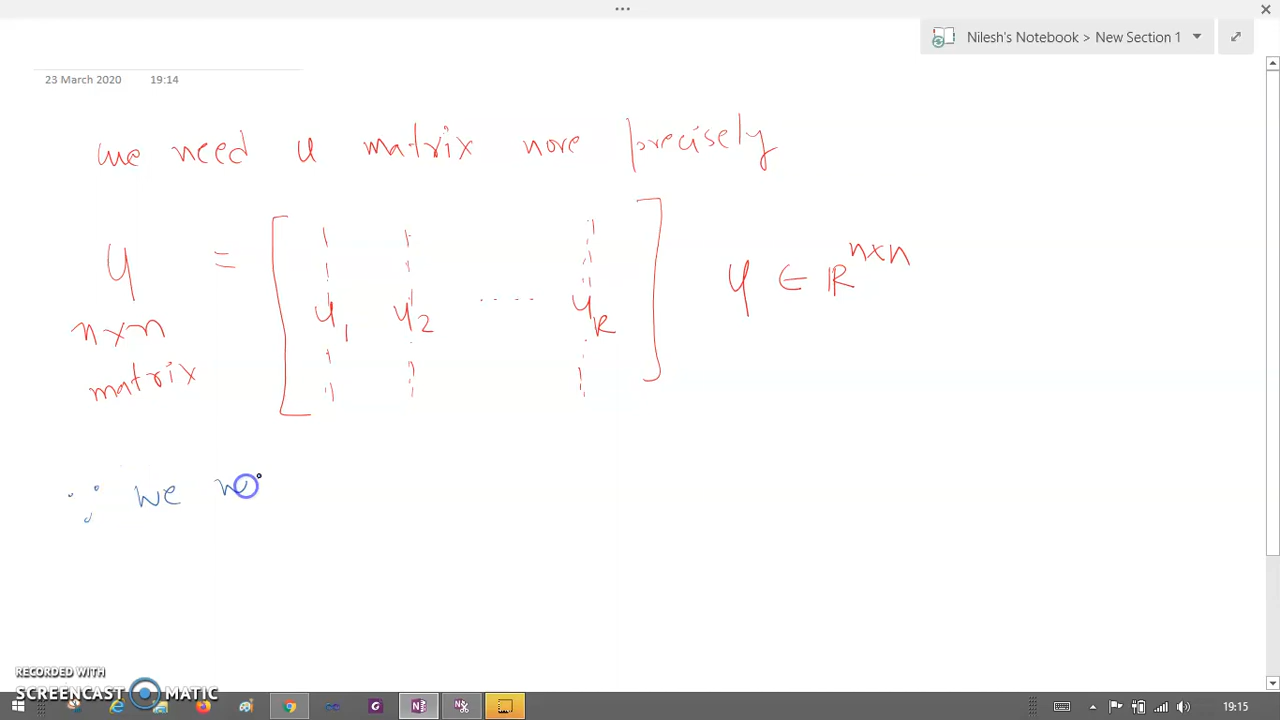 Nilesh's Notebook > New Section 1
23 March 2020 19:14
we need u matrix nore precisely
u = [ u1 u2 ..... uR ] u ∈ ℝ^n×n
n×n
matrix
∵ we
RECORDED WITH
SCREENCAST MATIC
19:15